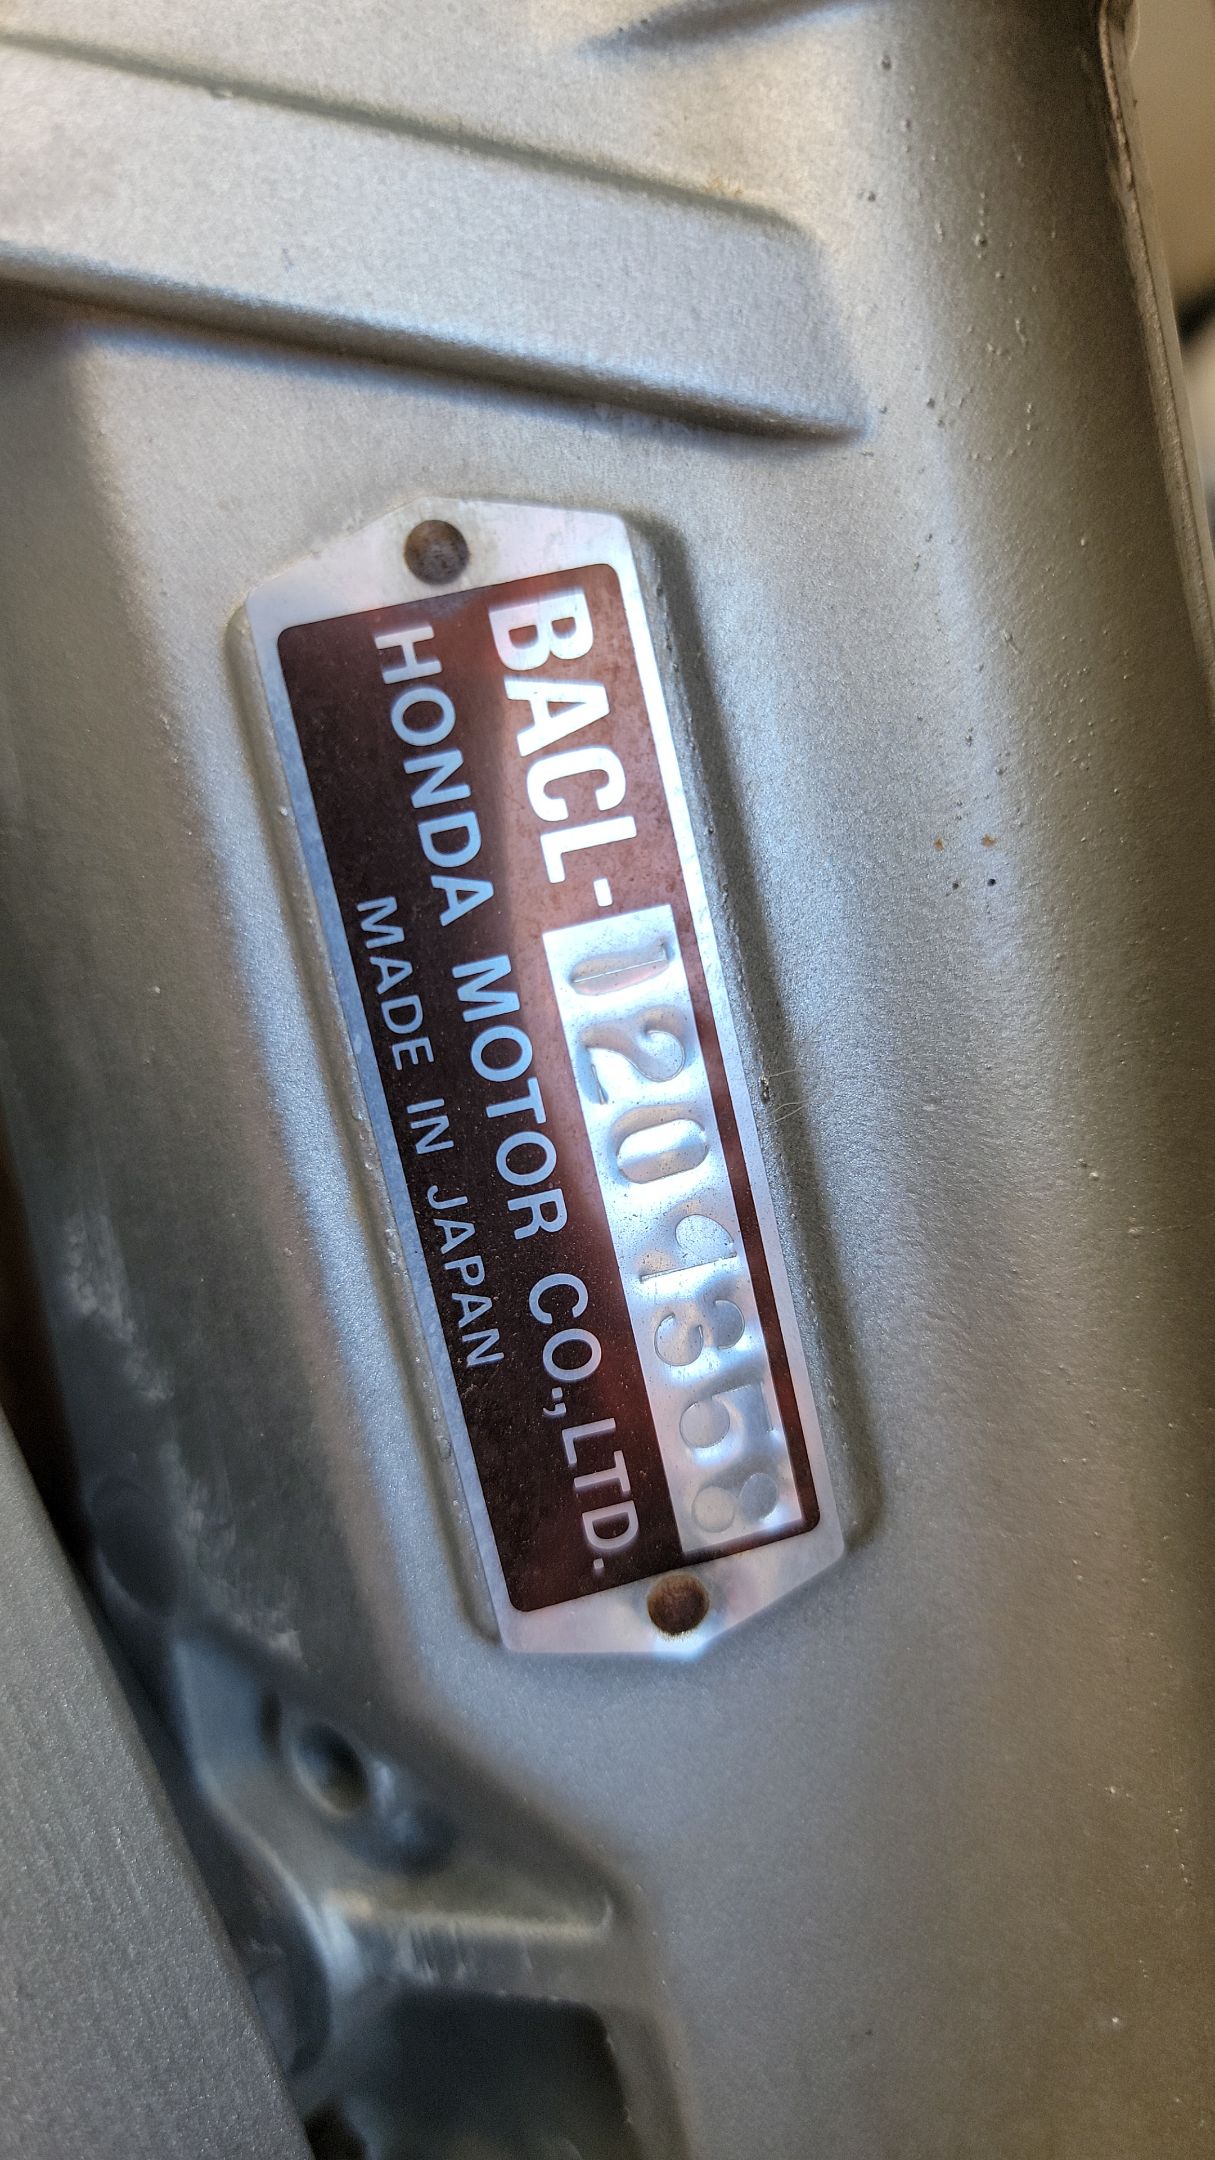 BACL-1209358
HONDA MOTOR CO.,LTD.
MADE IN JAPAN